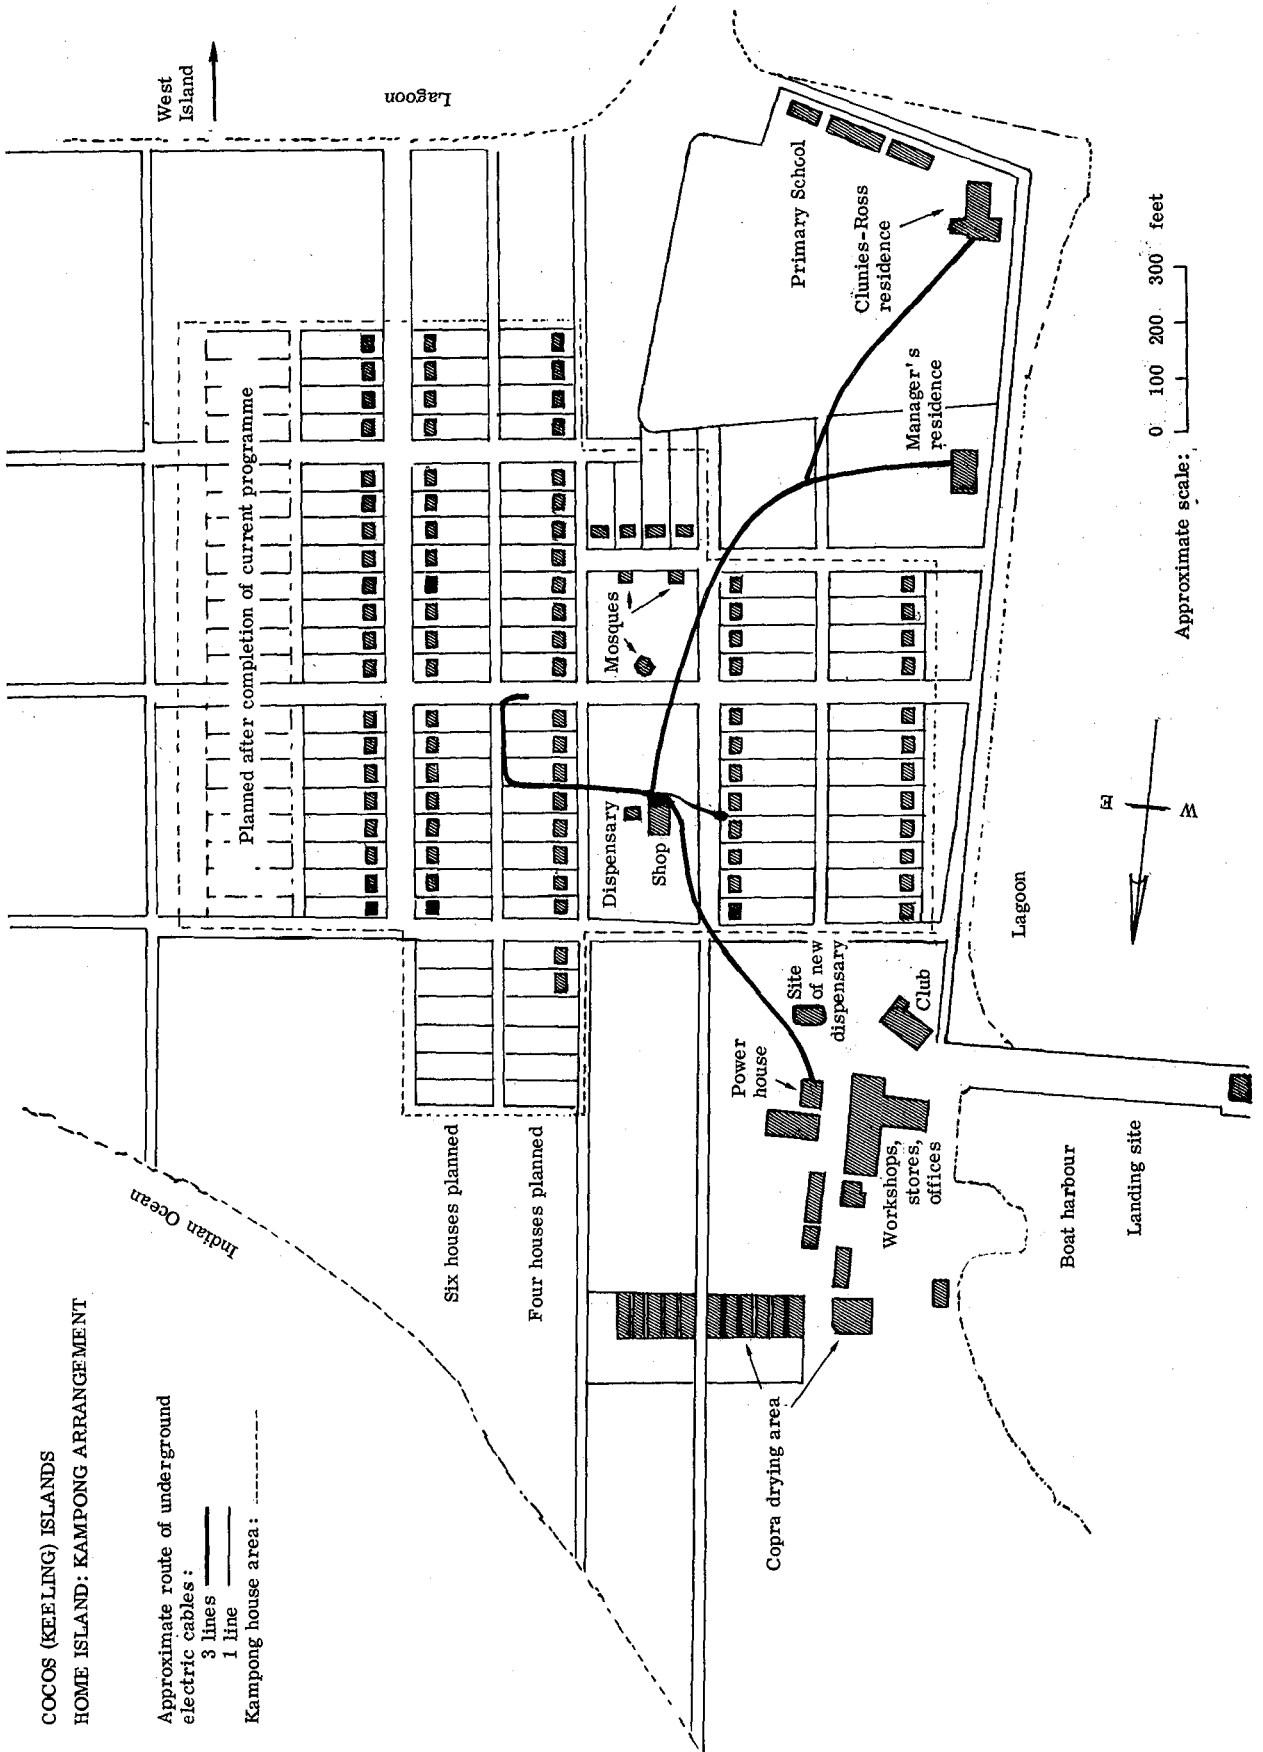 COCOS (KEELING) ISLANDS
HOME ISLAND: KAMPONG ARRANGEMENT
Approximate route of underground
electric cables:
3 lines
1 line
Kampong house area:
Indian Ocean
West
Island
Lagoon
Planned after completion of current programme
Six houses planned
Four houses planned
Dispensary
Shop
Mosques
Primary School
Clunies-Ross
residence
Manager's
residence
Power
house
Site
of new
dispensary
Club
Workshops,
stores,
offices
Copra drying area
Lagoon
Boat harbour
Landing site
E
W
Approximate scale:
0 100 200 300 feet